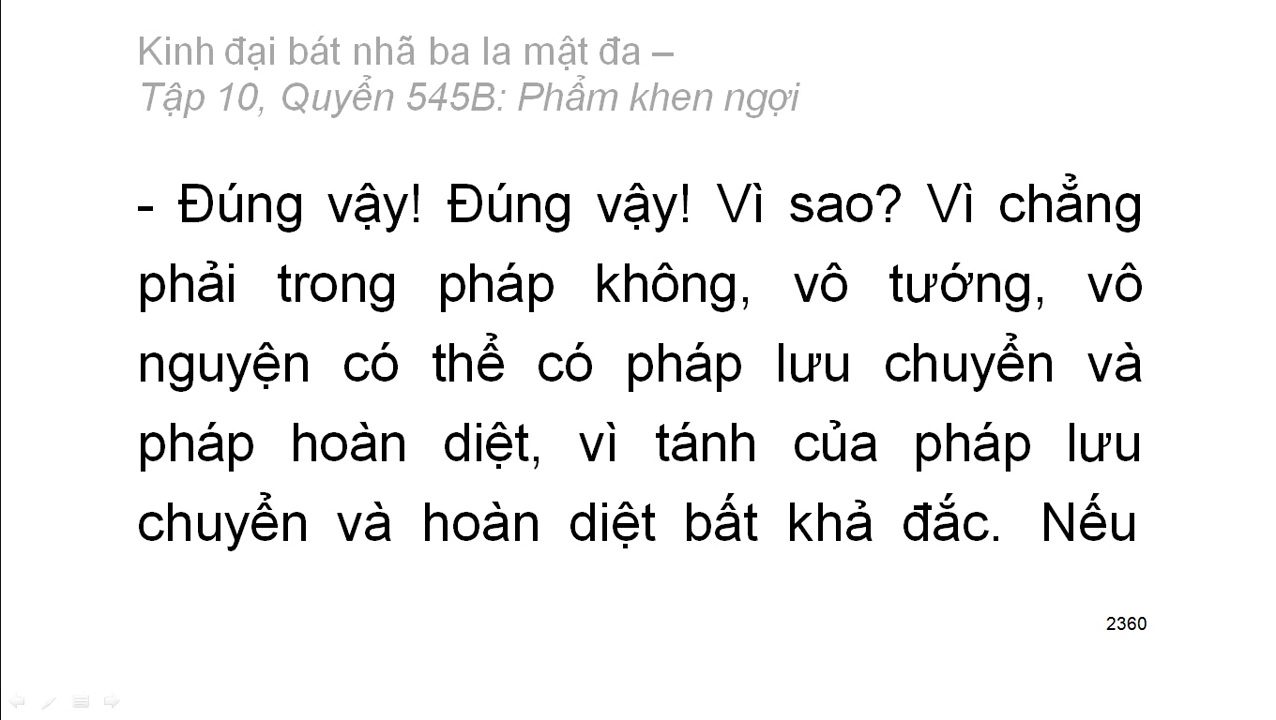 Kinh đại bát nhã ba la mật đa –
Tập 10, Quyển 545B: Phẩm khen ngợi
- Đúng vậy! Đúng vậy! Vì sao? Vì chẳng
phải trong pháp không, vô tướng, vô
nguyện có thể có pháp lưu chuyển và
pháp hoàn diệt, vì tánh của pháp lưu
chuyển và hoàn diệt bất khả đắc. Nếu
2360